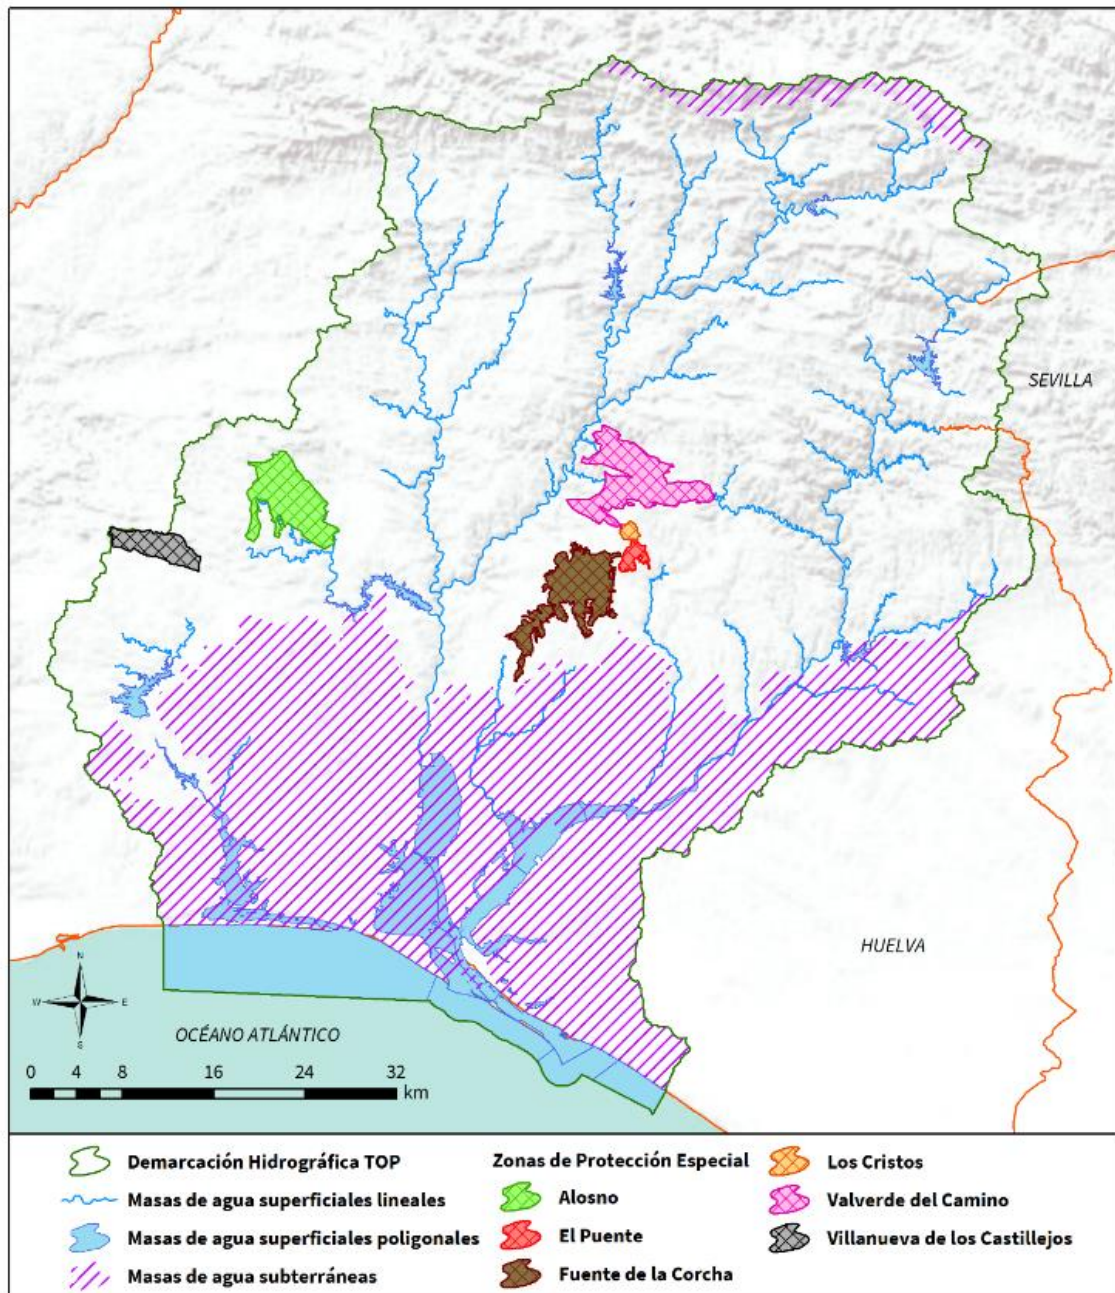 SEVILLA
HUELVA
N
W E
S
OCÉANO ATLÁNTICO
0 4 8 16 24 32
km
Demarcación Hidrográfica TOP
Masas de agua superficiales lineales
Masas de agua superficiales poligonales
Masas de agua subterráneas
Zonas de Protección Especial
Alosno
El Puente
Fuente de la Corcha
Los Cristos
Valverde del Camino
Villanueva de los Castillejos